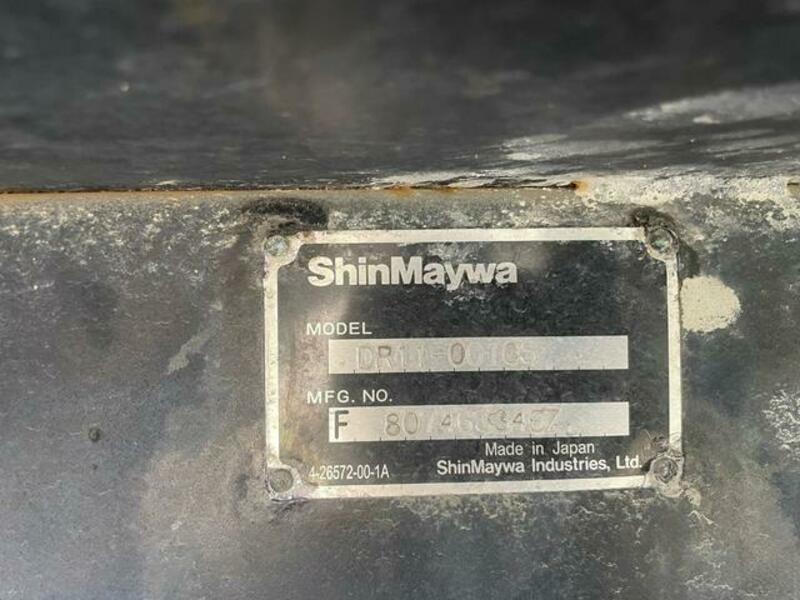 ShinMaywa
MODEL
MFG. NO.
F
Made in Japan
4-26572-00-1A
ShinMaywa Industries, Ltd.